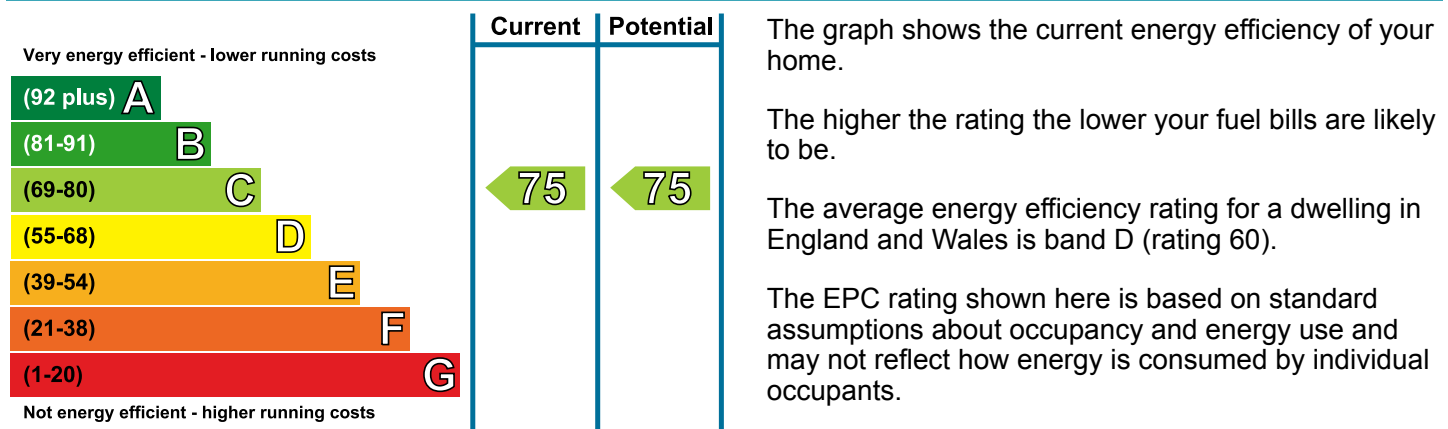 Current Potential
Very energy efficient - lower running costs
(92 plus) A
(81-91) B
(69-80) C
75 75
(55-68) D
(39-54) E
(21-38) F
(1-20) G
Not energy efficient - higher running costs
The graph shows the current energy efficiency of your
home.
The higher the rating the lower your fuel bills are likely
to be.
The average energy efficiency rating for a dwelling in
England and Wales is band D (rating 60).
The EPC rating shown here is based on standard
assumptions about occupancy and energy use and
may not reflect how energy is consumed by individual
occupants.